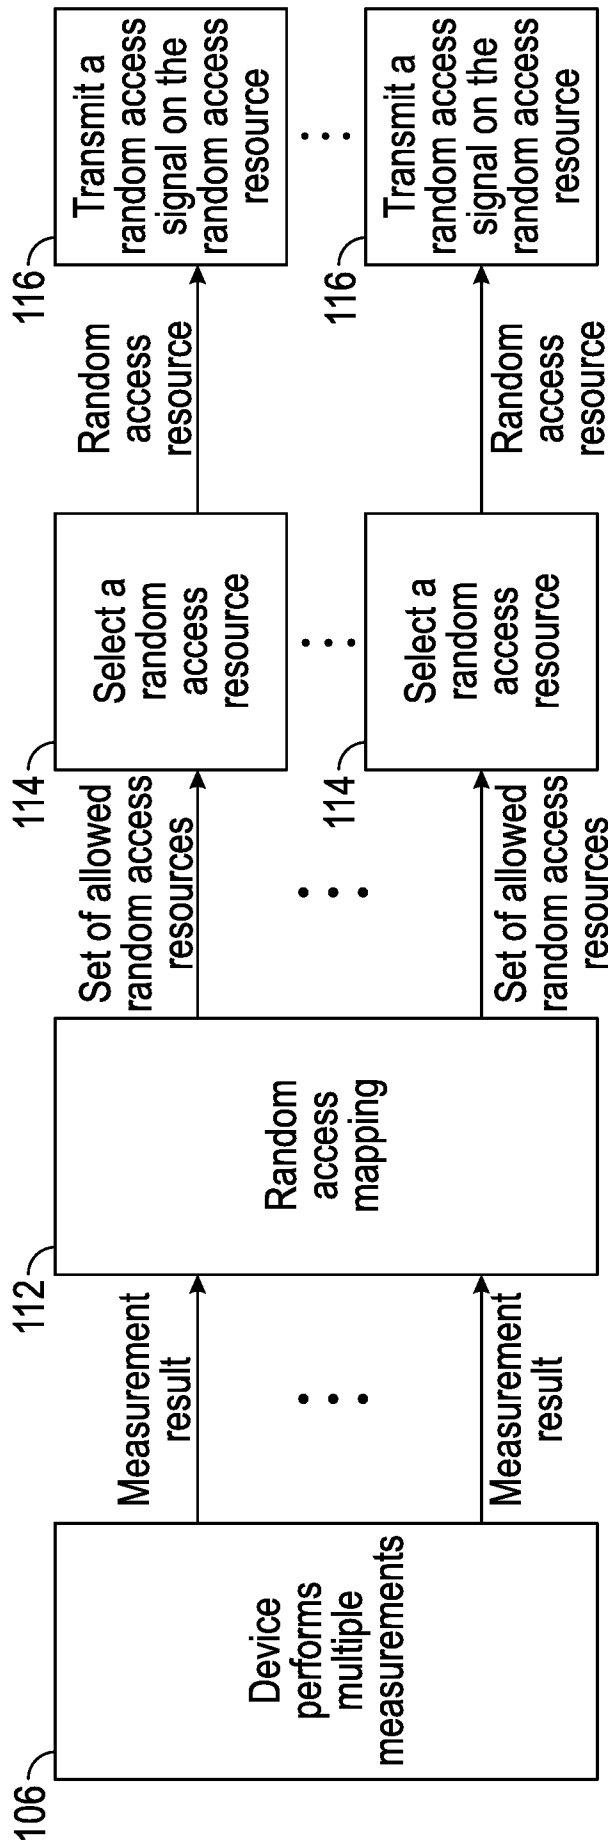 106
Device
performs
multiple
measurements
Measurement
result
Measurement
result
112
Random
access
mapping
Set of allowed
random access
resources
Set of allowed
random access
resources
114
Select a
random
access
resource
114
Select a
random
access
resource
Random
access
resource
Random
access
resource
116
Transmit a
random access
signal on the
random access
resource
116
Transmit a
random access
signal on the
random access
resource